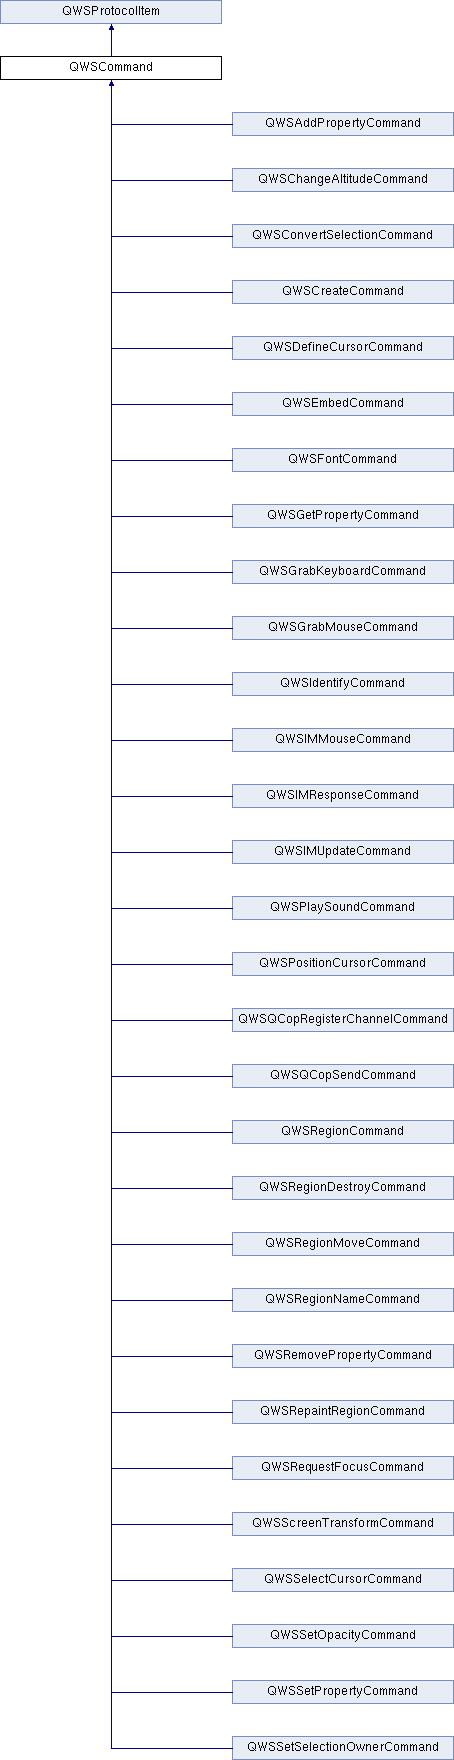 QWSProtocolItem
QWSCommand
QWSAddPropertyCommand
QWSChangeAltitudeCommand
QWSConvertSelectionCommand
QWSCreateCommand
QWSDefineCursorCommand
QWSEmbedCommand
QWSFontCommand
QWSGetPropertyCommand
QWSGrabKeyboardCommand
QWSGrabMouseCommand
QWSIdentifyCommand
QWSIMMouseCommand
QWSIMResponseCommand
QWSIMUpdateCommand
QWSPlaySoundCommand
QWSPositionCursorCommand
QWSQCopRegisterChannelCommand
QWSQCopSendCommand
QWSRegionCommand
QWSRegionDestroyCommand
QWSRegionMoveCommand
QWSRegionNameCommand
QWSRemovePropertyCommand
QWSRepaintRegionCommand
QWSRequestFocusCommand
QWSScreenTransformCommand
QWSSelectCursorCommand
QWSSetOpacityCommand
QWSSetPropertyCommand
QWSSetSelectionOwnerCommand